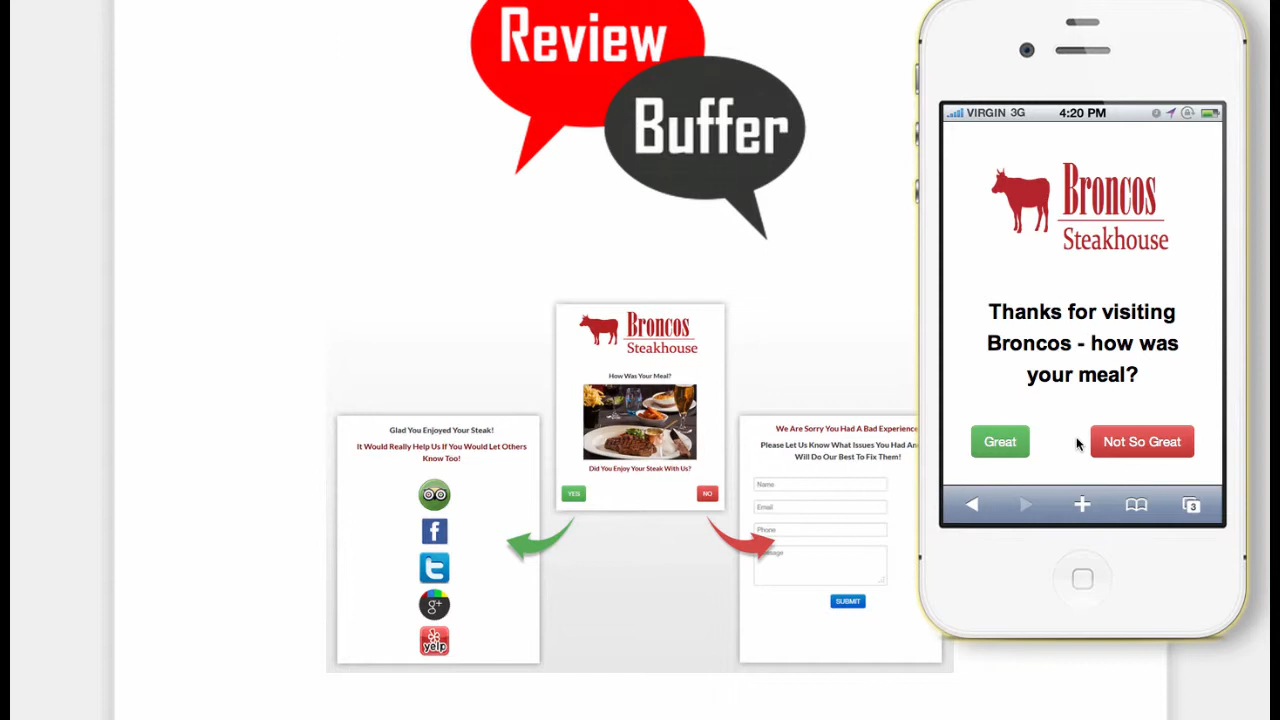 Review
Buffer
Broncos
Steakhouse
How Was Your Meal?
Did You Enjoy Your Steak With Us?
YES
NO
Glad You Enjoyed Your Steak!
It Would Really Help Us If You Would Let Others
Know Too!
f
t
g+
yelp
We Are Sorry You Had A Bad Experience
Please Let Us Know What Issues You Had An
Will Do Our Best To Fix Them!
Name
Email
Phone
essage
SUBMIT
VIRGIN 3G
4:20 PM
Broncos
Steakhouse
Thanks for visiting
Broncos - how was
your meal?
Great
Not So Great
3